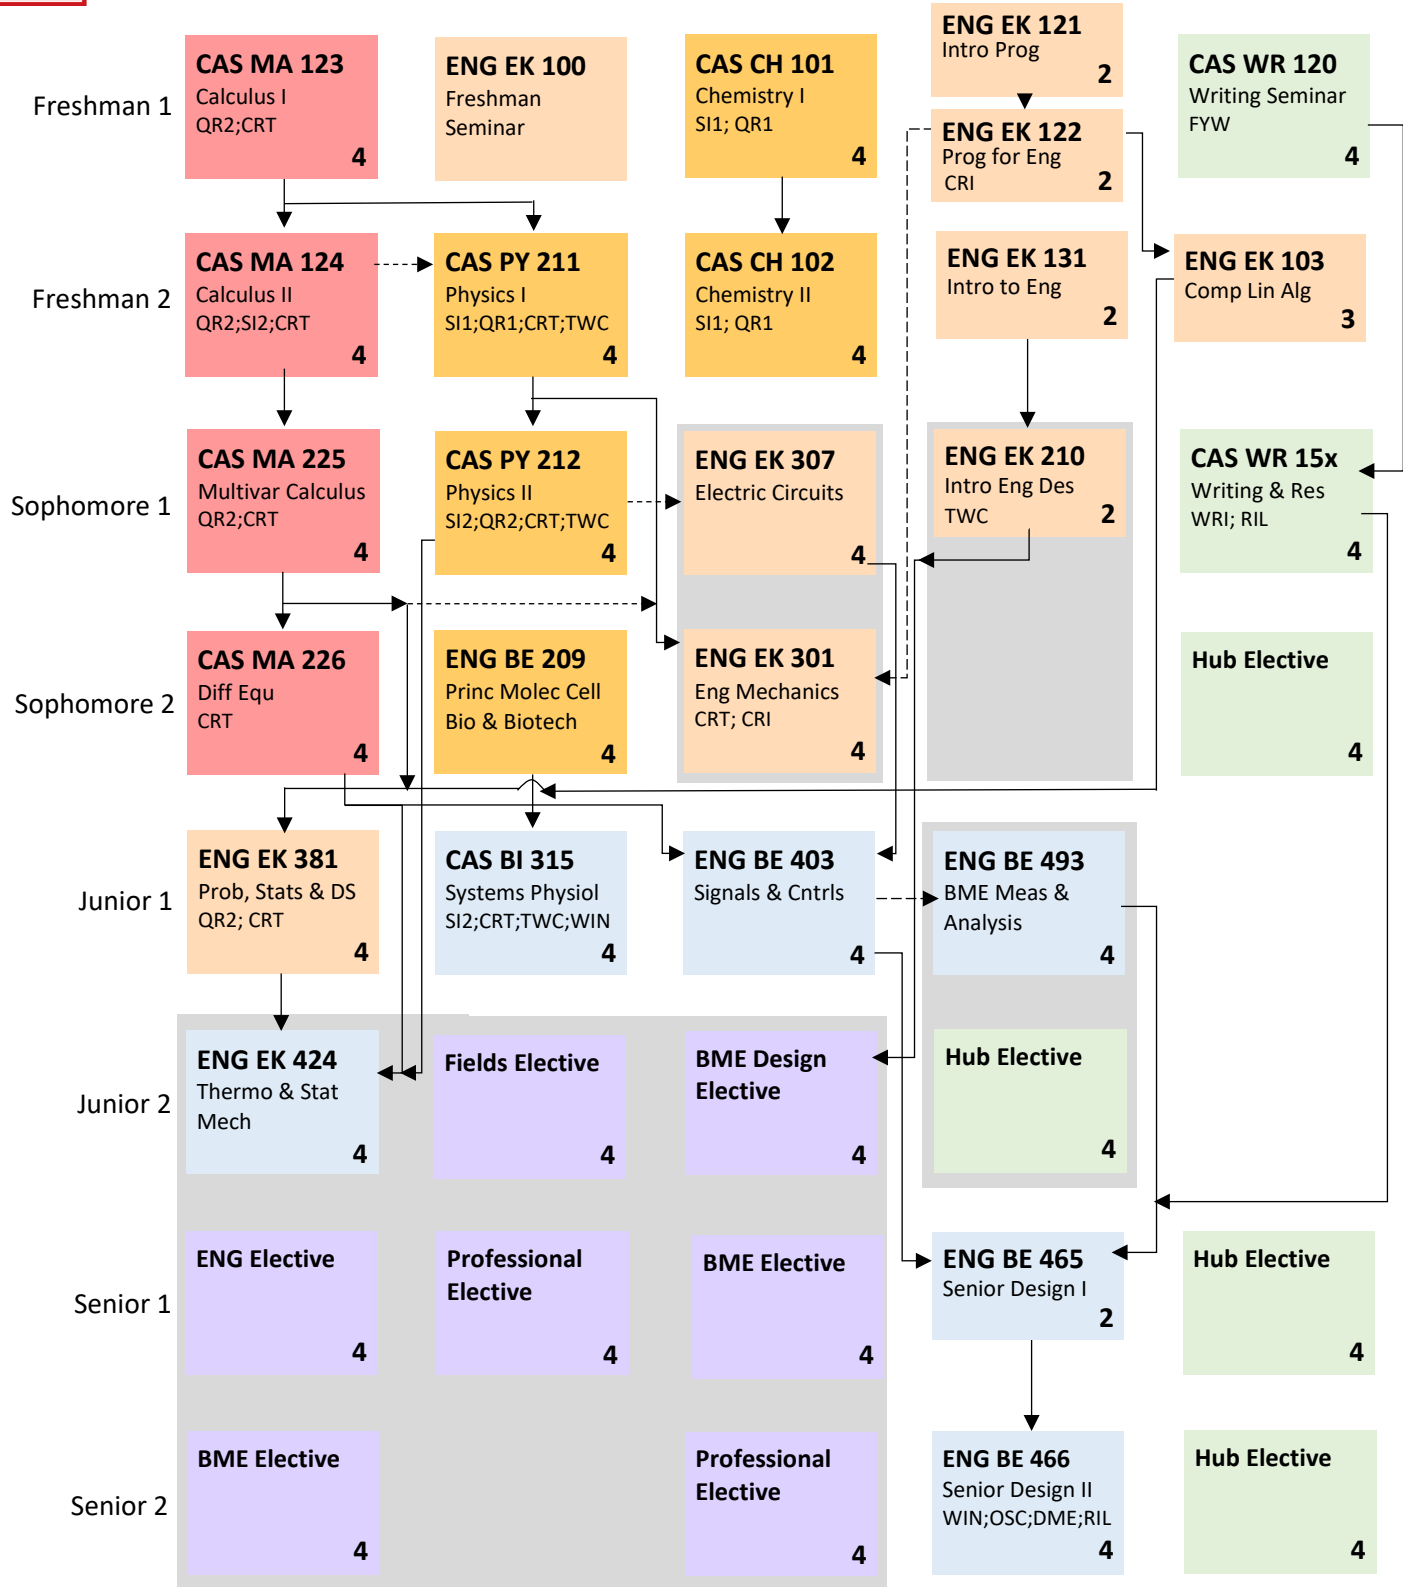 Freshman 1
CAS MA 123
Calculus I
QR2;CRT
4
ENG EK 100
Freshman
Seminar
CAS CH 101
Chemistry I
SI1; QR1
4
ENG EK 121
Intro Prog
2
ENG EK 122
Prog for Eng
CRI
2
CAS WR 120
Writing Seminar
FYW
4
Freshman 2
CAS MA 124
Calculus II
QR2;SI2;CRT
4
CAS PY 211
Physics I
SI1;QR1;CRT;TWC
4
CAS CH 102
Chemistry II
SI1; QR1
4
ENG EK 131
Intro to Eng
2
ENG EK 103
Comp Lin Alg
3
Sophomore 1
CAS MA 225
Multivar Calculus
QR2;CRT
4
CAS PY 212
Physics II
SI2;QR2;CRT;TWC
4
ENG EK 307
Electric Circuits
4
ENG EK 210
Intro Eng Des
TWC
2
CAS WR 15x
Writing & Res
WRI; RIL
4
Sophomore 2
CAS MA 226
Diff Equ
CRT
4
ENG BE 209
Princ Molec Cell
Bio & Biotech
4
ENG EK 301
Eng Mechanics
CRT; CRI
4
Hub Elective
4
Junior 1
ENG EK 381
Prob, Stats & DS
QR2; CRT
4
CAS BI 315
Systems Physiol
SI2;CRT;TWC;WIN
4
ENG BE 403
Signals & Cntrls
4
ENG BE 493
BME Meas &
Analysis
4
Junior 2
ENG EK 424
Thermo & Stat
Mech
4
Fields Elective
4
BME Design
Elective
4
Hub Elective
4
Senior 1
ENG Elective
4
Professional
Elective
4
BME Elective
4
ENG BE 465
Senior Design I
2
Hub Elective
4
Senior 2
BME Elective
4
Professional
Elective
4
ENG BE 466
Senior Design II
WIN;OSC;DME;RIL
4
Hub Elective
4